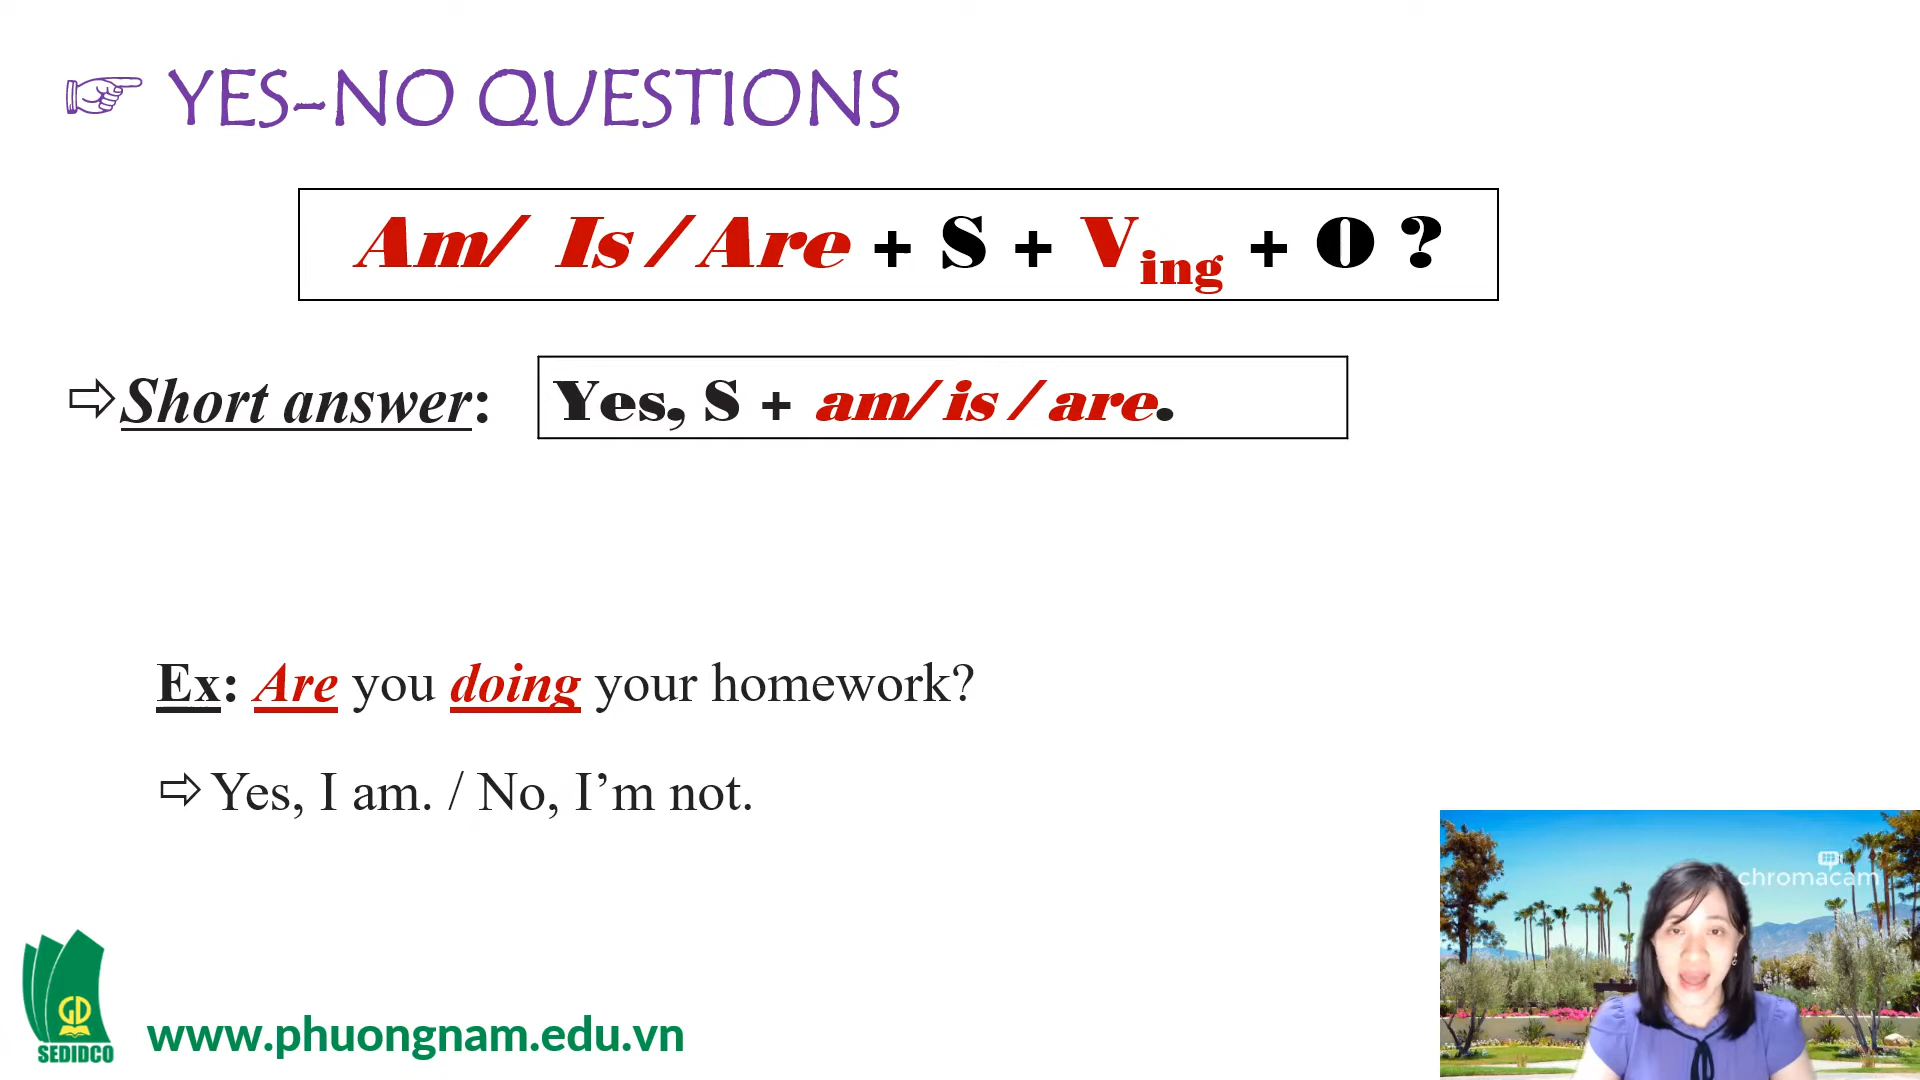 ☞ YES-NO QUESTIONS
Am/ Is / Are + S + Ving + O ?
⇨Short answer: Yes, S + am/ is / are.
Ex: Are you doing your homework?
⇨Yes, I am. / No, I’m not.
chromacam
GD
SEDIDCO
www.phuongnam.edu.vn